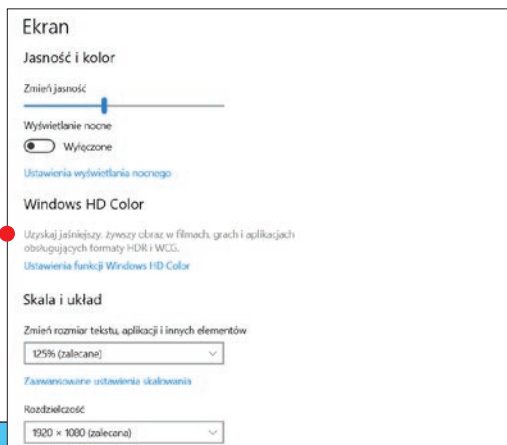 Ekran
Jasność i kolor
Zmień jasność
Wyświetlanie nocne
Wyłączone
Ustawienia wyświetlania nocnego
Windows HD Color
Uzyskaj jaśniejszy, żywszy obraz w filmach, grach i aplikacjach
obsługujących formaty HDR i WCG.
Ustawienia funkcji Windows HD Color
Skala i układ
Zmień rozmiar tekstu, aplikacji i innych elementów
125% (zalecane)
Zaawansowane ustawienia skalowania
Rozdzielczość
1920 × 1080 (zalecana)